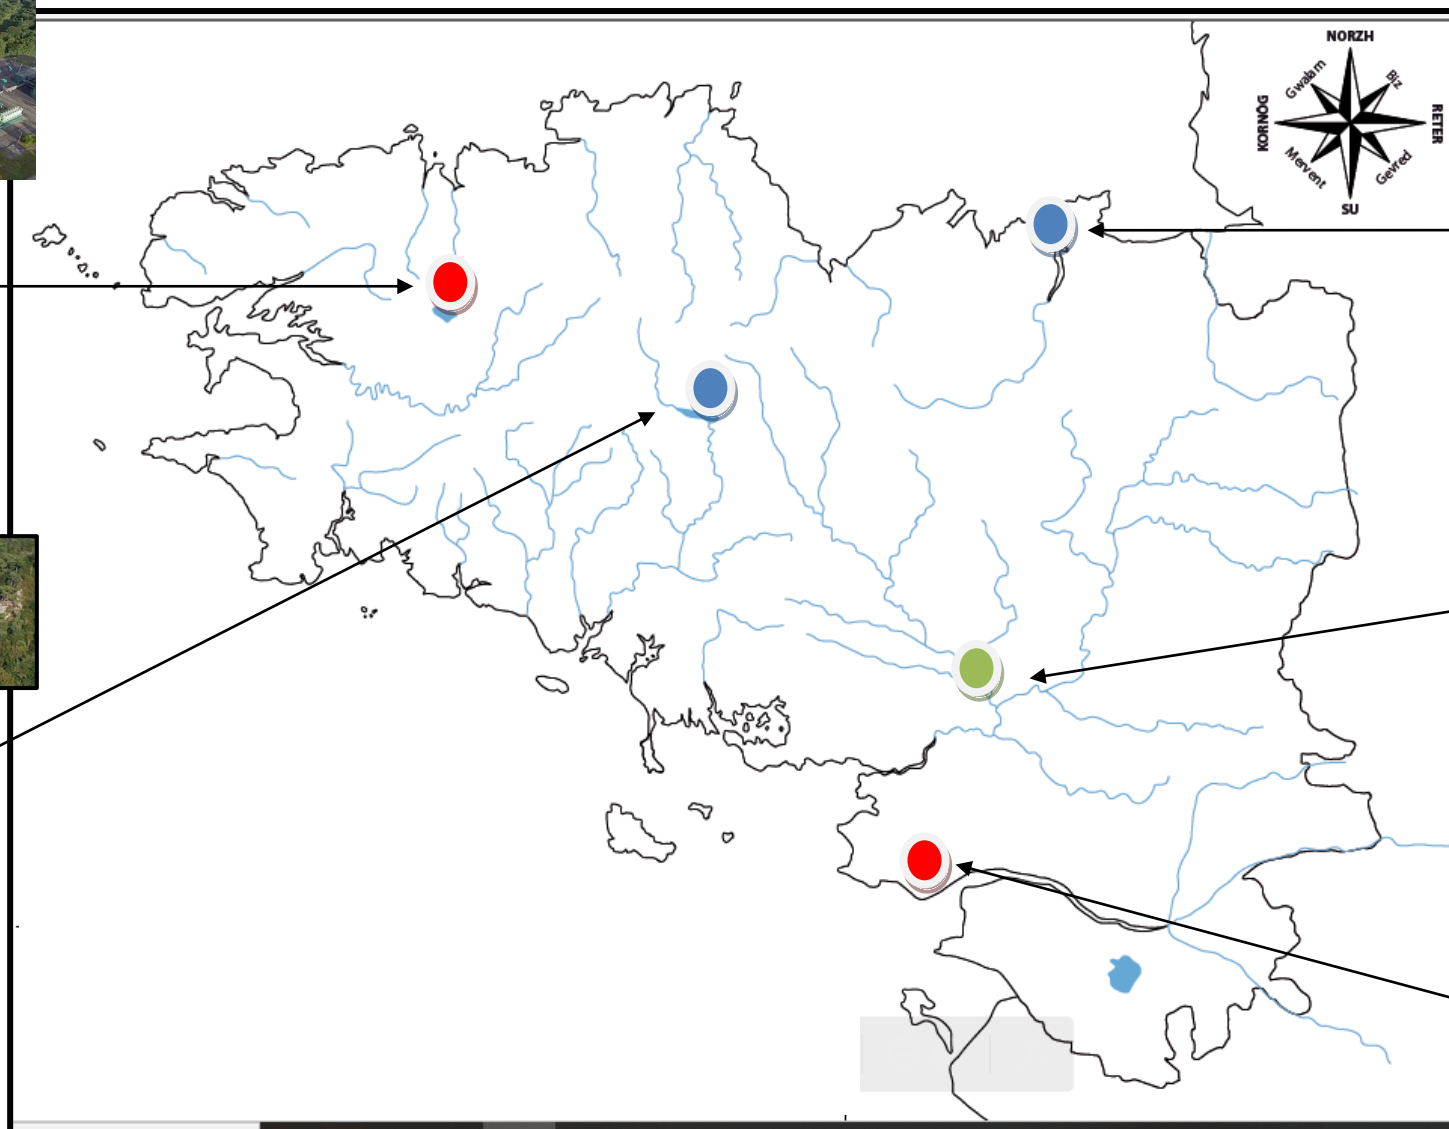 NORZH
Gwalarn
Biz
KORNOG
RETER
Mervent
Gevred
SU